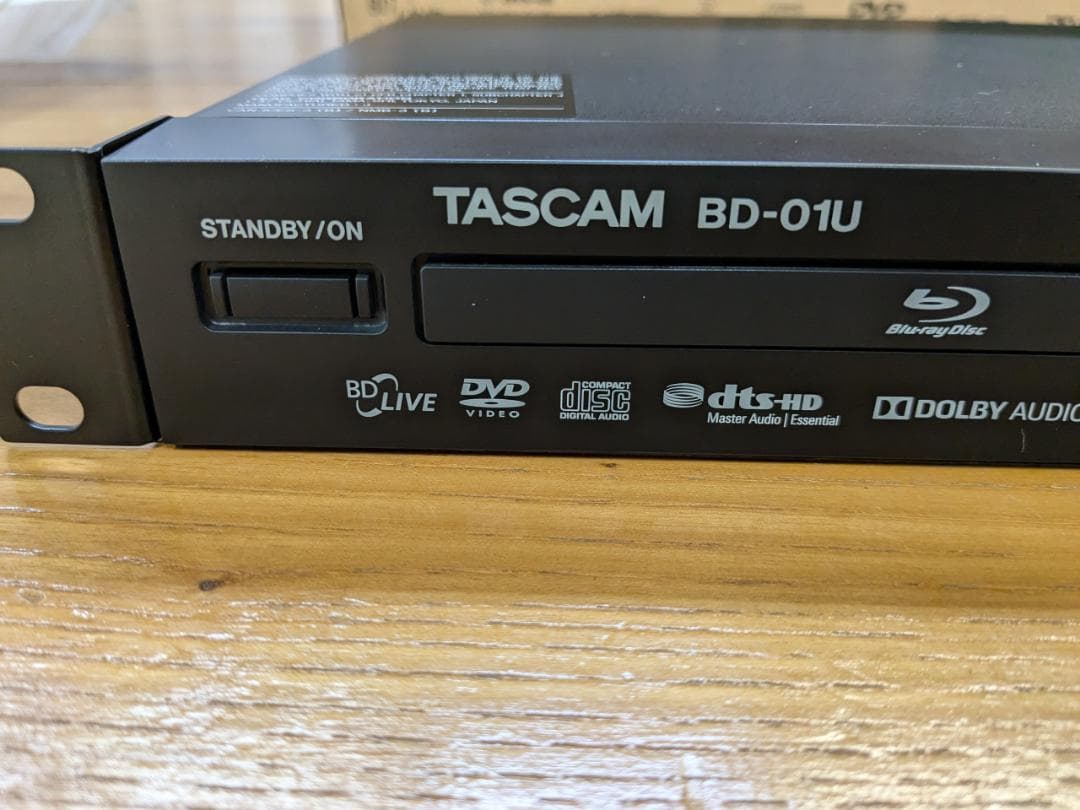 TASCAM BD-01U
STANDBY/ON
Blu-ray Disc
BD LIVE
DVD
VIDEO
COMPACT
disc
DIGITAL AUDIO
dts-HD
Master Audio | Essential
DOLBY AUDIO